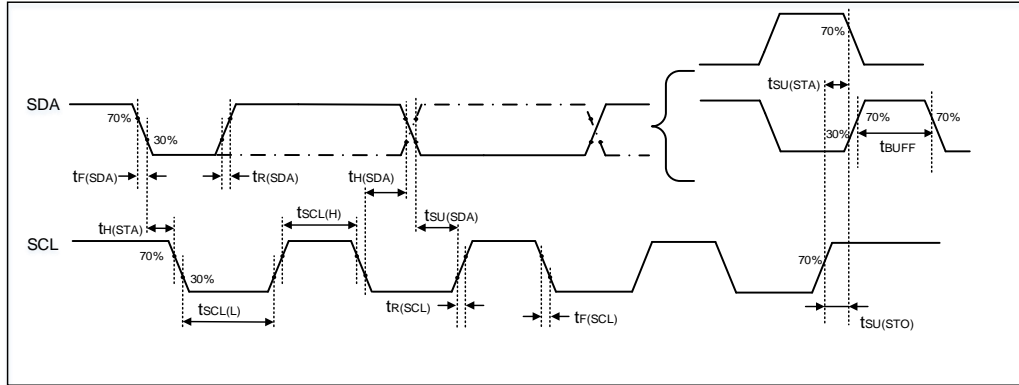 70%
tSU(STA)
SDA
70%
30%
30%
70%
70%
tBUFF
tF(SDA)
tR(SDA)
tH(SDA)
tSCL(H)
tSU(SDA)
tH(STA)
SCL
70%
30%
70%
tSCL(L)
tR(SCL)
tF(SCL)
tSU(STO)